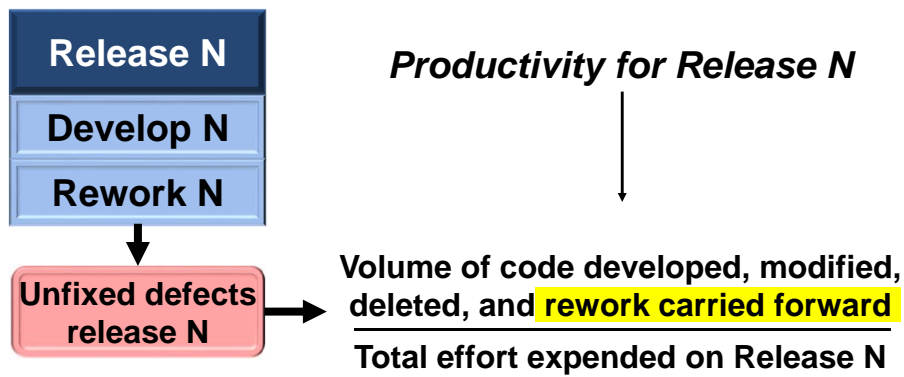 Release N
Develop N
Rework N
Unfixed defects
release N
Productivity for Release N
Volume of code developed, modified,
deleted, and rework carried forward
Total effort expended on Release N